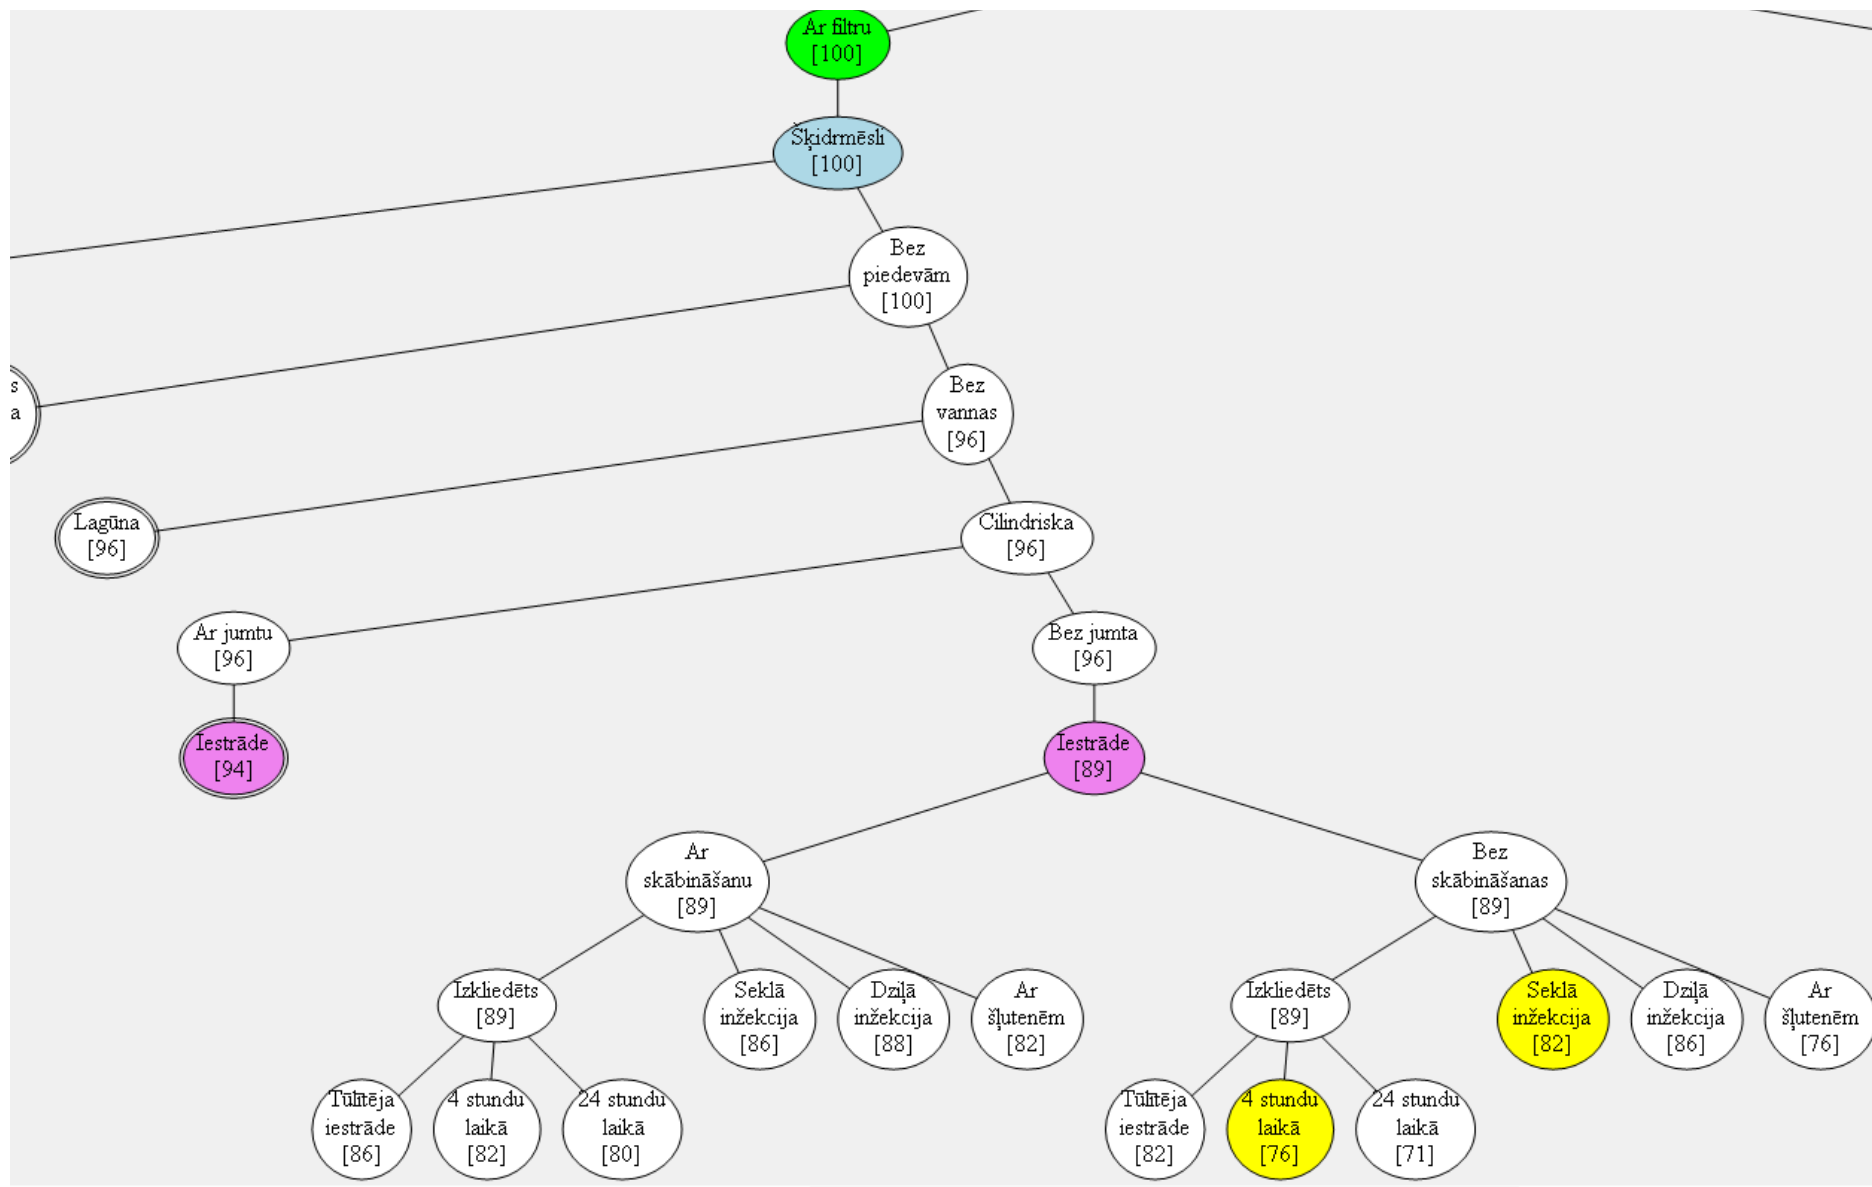 Ar filtru
[100]
Šķidrmēsli
[100]
Bez
piedevām
[100]
s
a
Bez
vannas
[96]
Lagūna
[96]
Cilindriska
[96]
Ar jumtu
[96]
Bez jumta
[96]
Iestrāde
[94]
Iestrāde
[89]
Ar
skābināšanu
[89]
Bez
skābināšanas
[89]
Izkliedēts
[89]
Seklā
inžekcija
[86]
Dziļā
inžekcija
[88]
Ar
šļutenēm
[82]
Izkliedēts
[89]
Seklā
inžekcija
[82]
Dziļā
inžekcija
[86]
Ar
šļutenēm
[76]
Tūlītēja
iestrāde
[86]
4 stundu
laikā
[82]
24 stundu
laikā
[80]
Tūlītēja
iestrāde
[82]
4 stundu
laikā
[76]
24 stundu
laikā
[71]